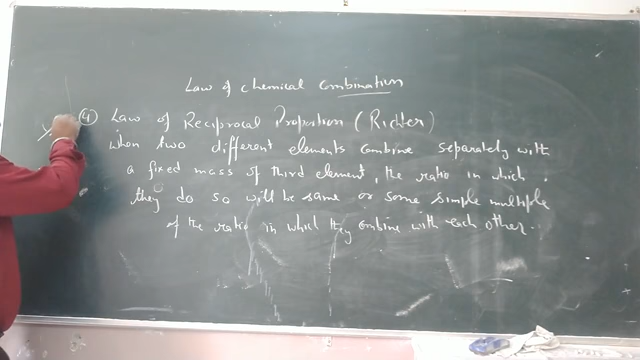 Law of chemical Combination
④ Law of Reciprocal Proportion (Richter)
When two different elements combine separately with
a fixed mass of third element, the ratio in which
they do so will be same or some simple multiple
of the ratio in which they combine with each other.